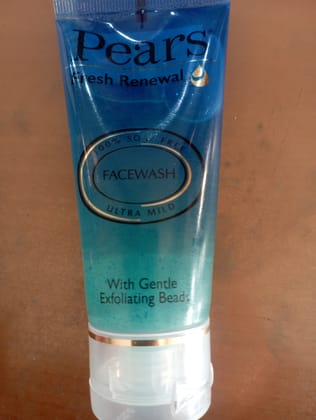 Pears
Fresh Renewal
100% SOAP FREE
FACEWASH
ULTRA MILD
With Gentle
Exfoliating Beads